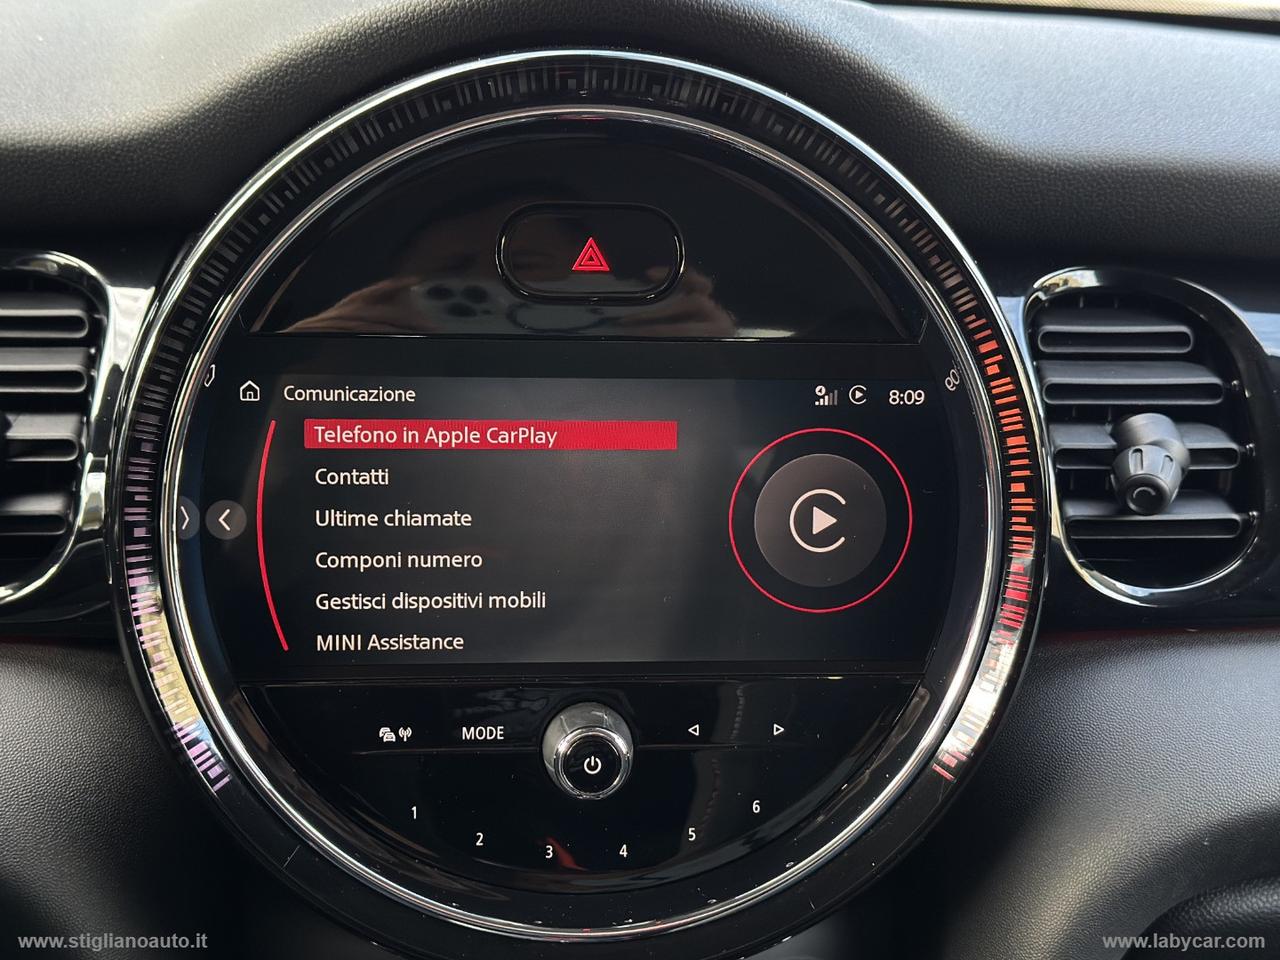 Comunicazione
8:09
Telefono in Apple CarPlay
Contatti
Ultime chiamate
Componi numero
Gestisci dispositivi mobili
MINI Assistance
MODE
1
2
3
4
5
6
www.stiglianoauto.it
www.labycar.com